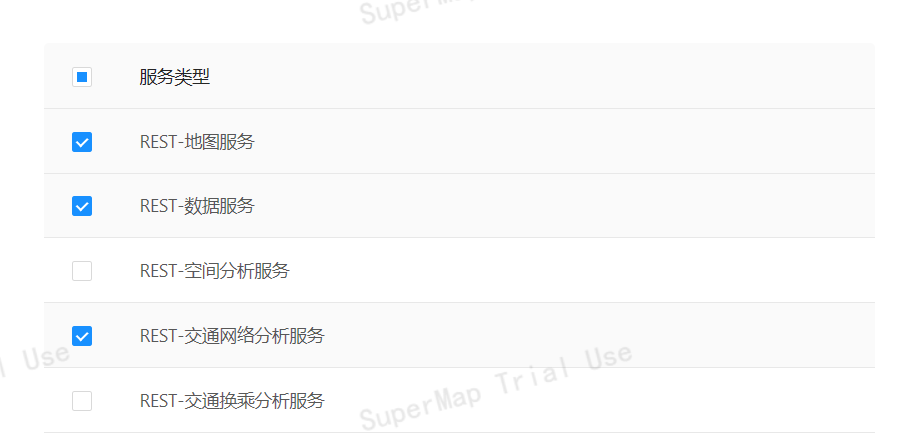 SuperMap
服务类型
REST-地图服务
REST-数据服务
REST-空间分析服务
REST-交通网络分析服务
Use
SuperMap Trial Use
REST-交通换乘分析服务